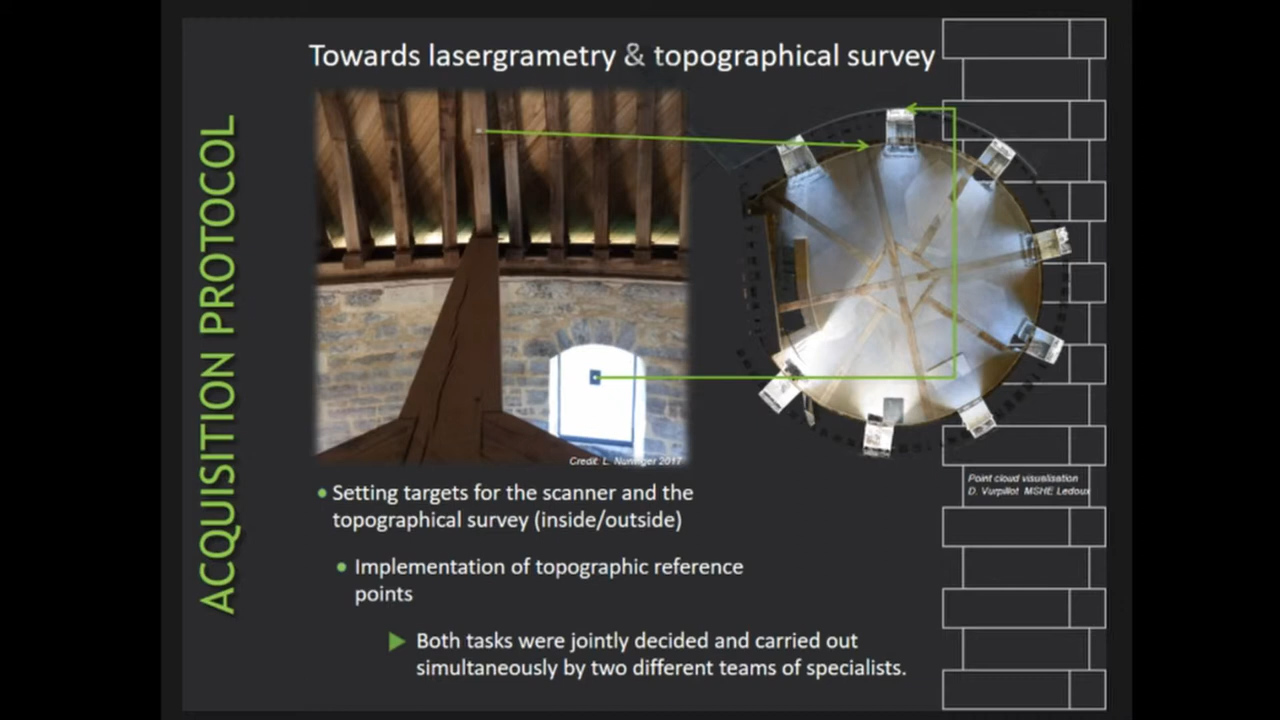 Towards lasergrametry & topographical survey
ACQUISITION PROTOCOL
Credit: L. Nuninger 2017
Point cloud visualisation
D. Vurpillot MSHE Ledoux
• Setting targets for the scanner and the
topographical survey (inside/outside)
• Implementation of topographic reference
points
Both tasks were jointly decided and carried out
simultaneously by two different teams of specialists.